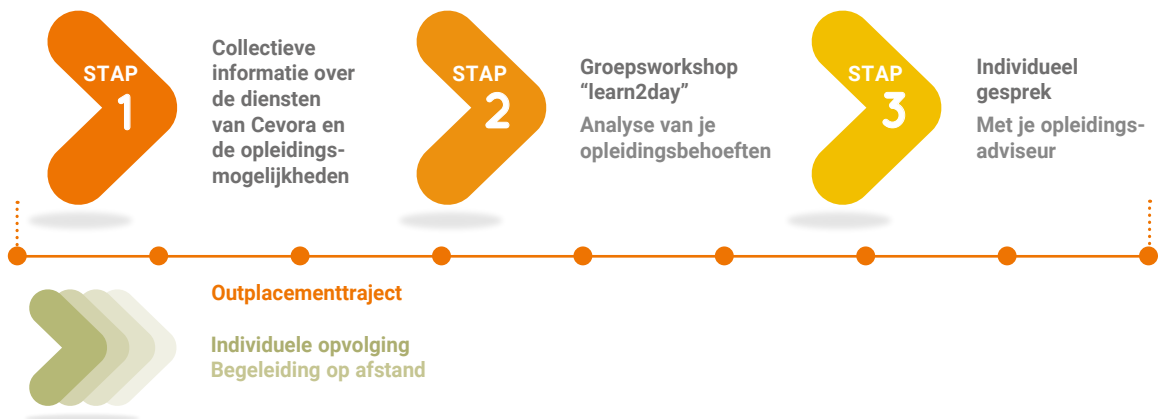 STAP
1
Collectieve
informatie over
de diensten
van Cevora en
de opleidings-
mogelijkheden
STAP
2
Groepsworkshop
“learn2day”
Analyse van je
opleidingsbehoeften
STAP
3
Individueel
gesprek
Met je opleidings-
adviseur
Outplacementtraject
Individuele opvolging
Begeleiding op afstand